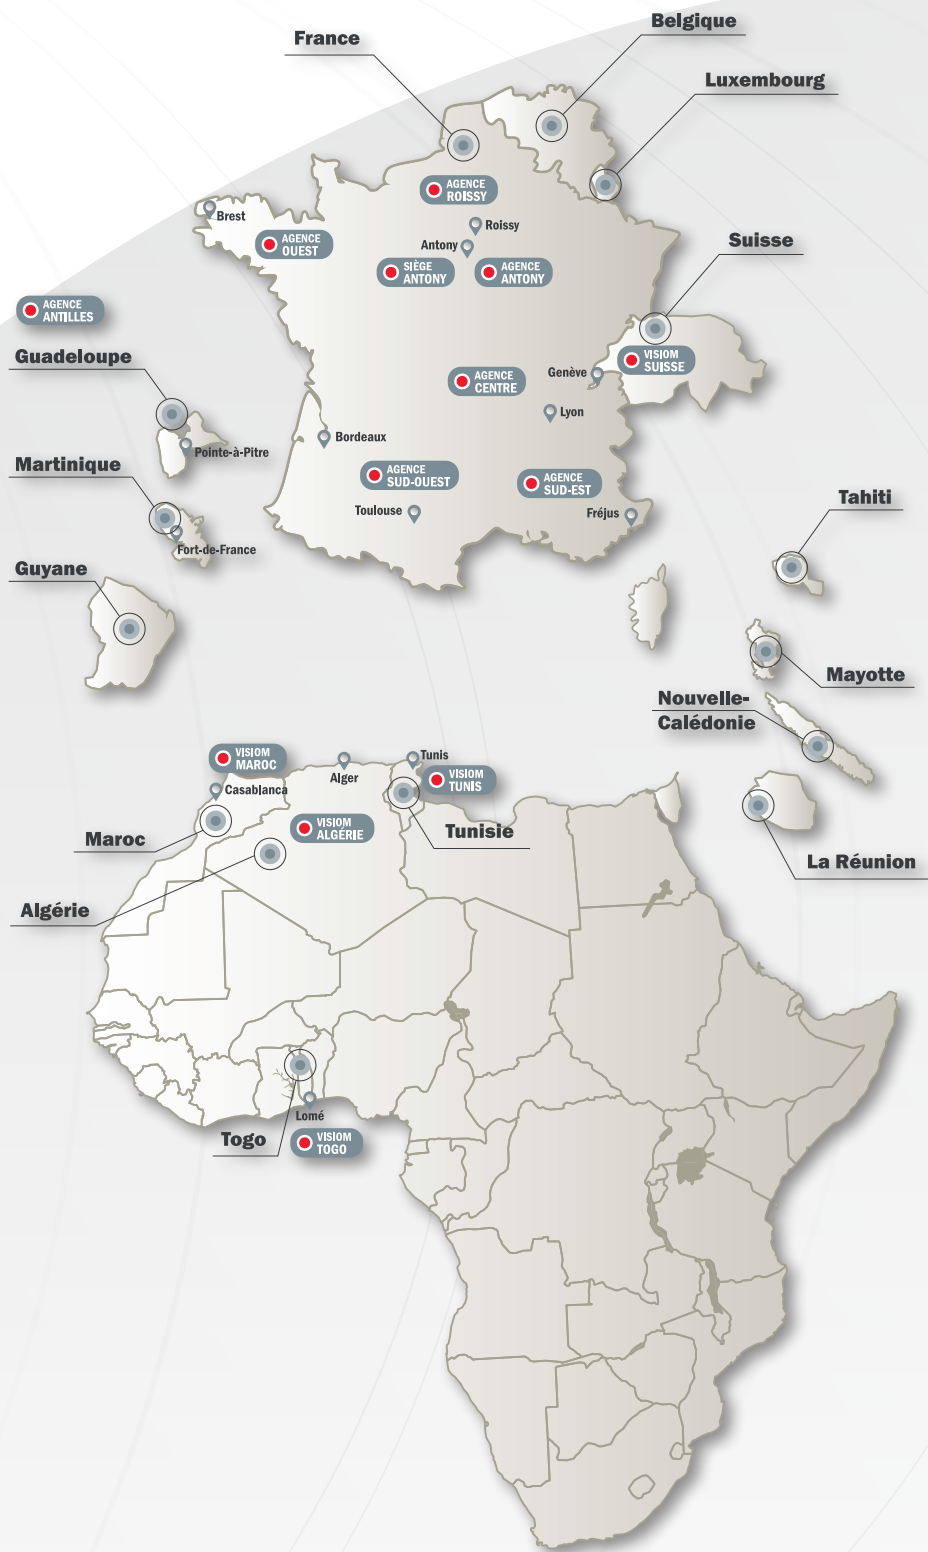 Belgique
France
Luxembourg
AGENCE
ROISSY
Brest
Roissy
AGENCE
OUEST
Antony
Suisse
SIÈGE
ANTONY
AGENCE
ANTONY
AGENCE
ANTILLES
Guadeloupe
VISIOM
SUISSE
Genève
AGENCE
CENTRE
Lyon
Bordeaux
Pointe-à-Pitre
Martinique
AGENCE
SUD-OUEST
AGENCE
SUD-EST
Tahiti
Toulouse
Fréjus
Fort-de-France
Guyane
Mayotte
Nouvelle-
Calédonie
VISIOM
MAROC
Tunis
Alger
VISIOM
TUNIS
Casablanca
VISIOM
ALGÉRIE
Tunisie
Maroc
La Réunion
Algérie
Lomé
Togo
VISIOM
TOGO